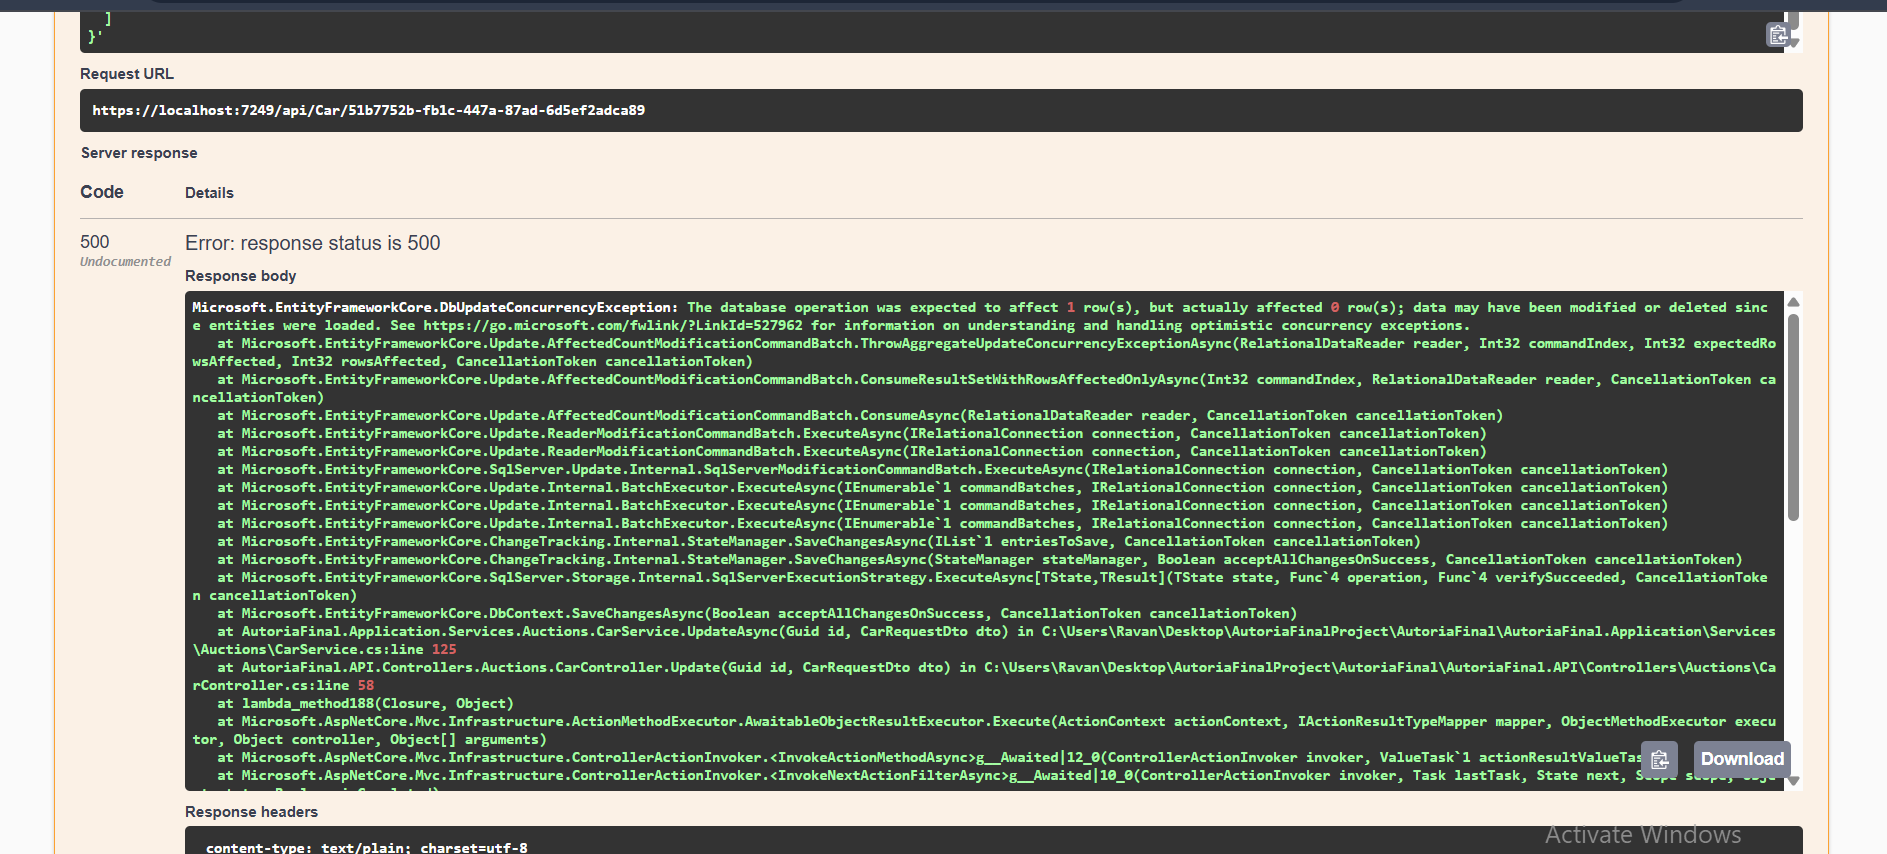 ]
}'
Request URL
https://localhost:7249/api/Car/51b7752b-fb1c-447a-87ad-6d5ef2adca89
Server response
Code Details
500 Error: response status is 500
Undocumented
Response body
Microsoft.EntityFrameworkCore.DbUpdateConcurrencyException: The database operation was expected to affect 1 row(s), but actually affected 0 row(s); data may have been modified or deleted sinc
e entities were loaded. See https://go.microsoft.com/fwlink/?LinkId=527962 for information on understanding and handling optimistic concurrency exceptions.
at Microsoft.EntityFrameworkCore.Update.AffectedCountModificationCommandBatch.ThrowAggregateUpdateConcurrencyExceptionAsync(RelationalDataReader reader, Int32 commandIndex, Int32 expectedRo
wsAffected, Int32 rowsAffected, CancellationToken cancellationToken)
at Microsoft.EntityFrameworkCore.Update.AffectedCountModificationCommandBatch.ConsumeResultSetWithRowsAffectedOnlyAsync(Int32 commandIndex, RelationalDataReader reader, CancellationToken ca
ncellationToken)
at Microsoft.EntityFrameworkCore.Update.AffectedCountModificationCommandBatch.ConsumeAsync(RelationalDataReader reader, CancellationToken cancellationToken)
at Microsoft.EntityFrameworkCore.Update.ReaderModificationCommandBatch.ExecuteAsync(IRelationalConnection connection, CancellationToken cancellationToken)
at Microsoft.EntityFrameworkCore.Update.ReaderModificationCommandBatch.ExecuteAsync(IRelationalConnection connection, CancellationToken cancellationToken)
at Microsoft.EntityFrameworkCore.SqlServer.Update.Internal.SqlServerModificationCommandBatch.ExecuteAsync(IRelationalConnection connection, CancellationToken cancellationToken)
at Microsoft.EntityFrameworkCore.Update.Internal.BatchExecutor.ExecuteAsync(IEnumerable`1 commandBatches, IRelationalConnection connection, CancellationToken cancellationToken)
at Microsoft.EntityFrameworkCore.Update.Internal.BatchExecutor.ExecuteAsync(IEnumerable`1 commandBatches, IRelationalConnection connection, CancellationToken cancellationToken)
at Microsoft.EntityFrameworkCore.Update.Internal.BatchExecutor.ExecuteAsync(IEnumerable`1 commandBatches, IRelationalConnection connection, CancellationToken cancellationToken)
at Microsoft.EntityFrameworkCore.ChangeTracking.Internal.StateManager.SaveChangesAsync(IList`1 entriesToSave, CancellationToken cancellationToken)
at Microsoft.EntityFrameworkCore.ChangeTracking.Internal.StateManager.SaveChangesAsync(StateManager stateManager, Boolean acceptAllChangesOnSuccess, CancellationToken cancellationToken)
at Microsoft.EntityFrameworkCore.SqlServer.Storage.Internal.SqlServerExecutionStrategy.ExecuteAsync[TState,TResult](TState state, Func`4 operation, Func`4 verifySucceeded, CancellationToke
n cancellationToken)
at Microsoft.EntityFrameworkCore.DbContext.SaveChangesAsync(Boolean acceptAllChangesOnSuccess, CancellationToken cancellationToken)
at AutoriaFinal.Application.Services.Auctions.CarService.UpdateAsync(Guid id, CarRequestDto dto) in C:\Users\Ravan\Desktop\AutoriaFinalProject\AutoriaFinal\AutoriaFinal.Application\Services
\Auctions\CarService.cs:line 125
at AutoriaFinal.API.Controllers.Auctions.CarController.Update(Guid id, CarRequestDto dto) in C:\Users\Ravan\Desktop\AutoriaFinalProject\AutoriaFinal\AutoriaFinal.API\Controllers\Auctions\Ca
rController.cs:line 58
at lambda_method188(Closure, Object)
at Microsoft.AspNetCore.Mvc.Infrastructure.ActionMethodExecutor.AwaitableObjectResultExecutor.Execute(ActionContext actionContext, IActionResultTypeMapper mapper, ObjectMethodExecutor execu
tor, Object controller, Object[] arguments)
at Microsoft.AspNetCore.Mvc.Infrastructure.ControllerActionInvoker.<InvokeActionMethodAsync>g__Awaited|12_0(ControllerActionInvoker invoker, ValueTask`1 actionResultValueTas
Download
at Microsoft.AspNetCore.Mvc.Infrastructure.ControllerActionInvoker.<InvokeNextActionFilterAsync>g__Awaited|10_0(ControllerActionInvoker invoker, Task lastTask, State next,
Response headers
content-type: text/plain; charset=utf-8
Activate Windows